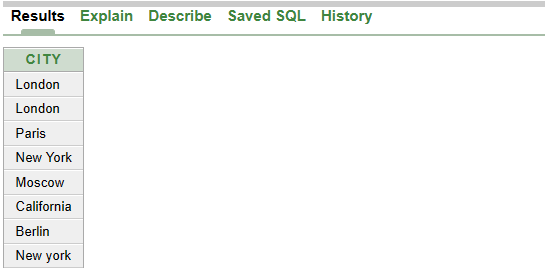 Results Explain Describe Saved SQL History
CITY
London
London
Paris
New York
Moscow
California
Berlin
New york